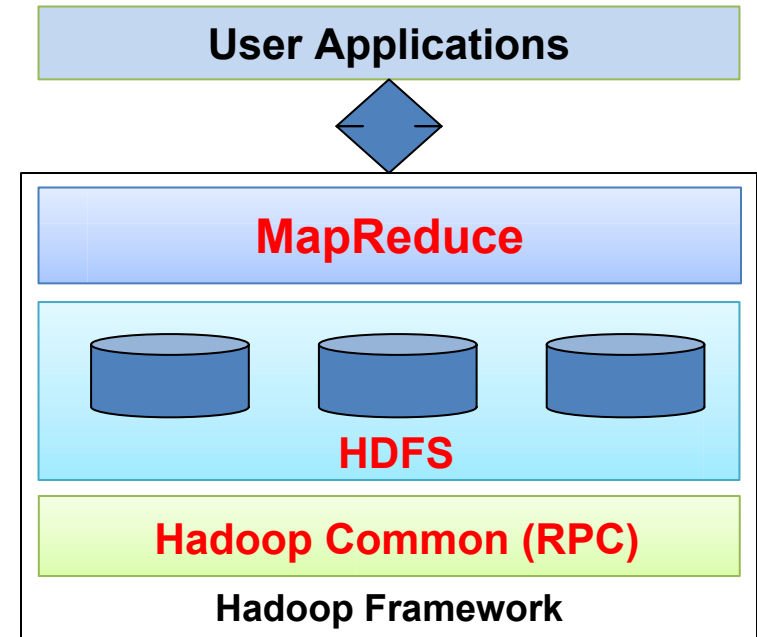 User Applications
MapReduce
HDFS
Hadoop Common (RPC)
Hadoop Framework